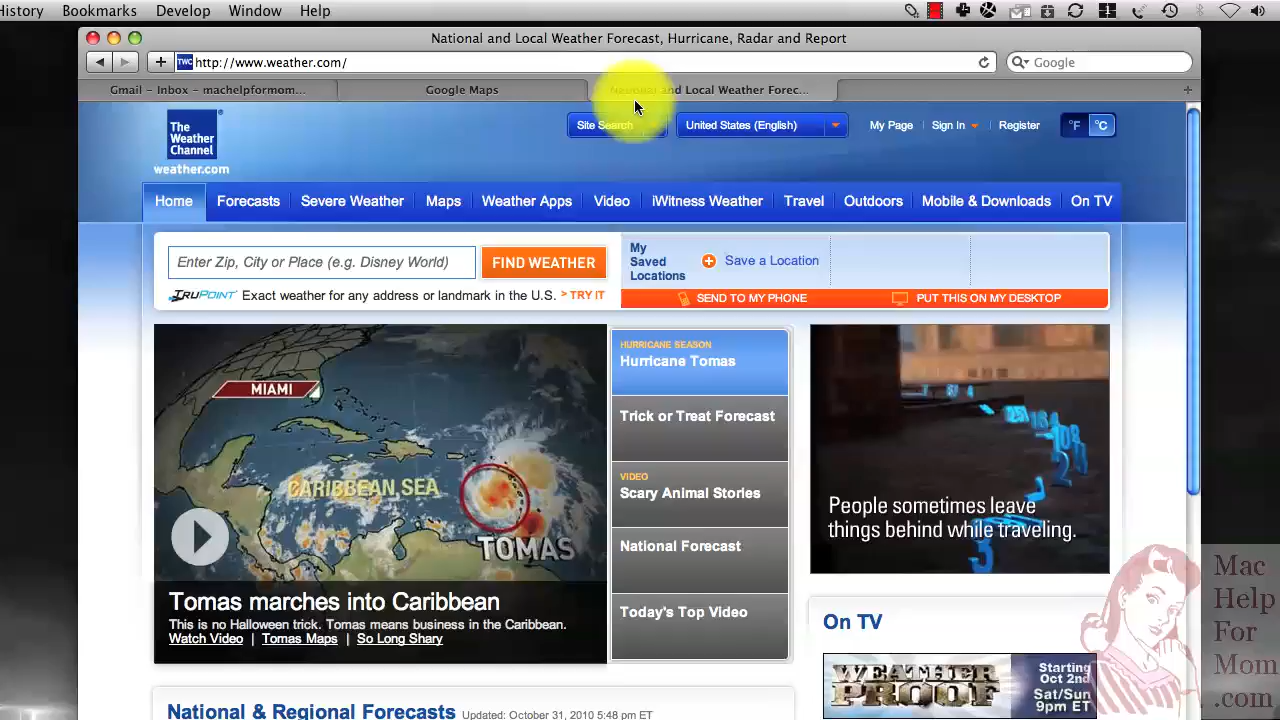 History Bookmarks Develop Window Help
National and Local Weather Forecast, Hurricane, Radar and Report
TWC http://www.weather.com/
Google
Gmail – Inbox – machelpformom...
Google Maps
National and Local Weather Forec...
The
Weather
Channel
weather.com
Site Search
United States (English)
My Page
Sign In
Register
°F
°C
Home Forecasts Severe Weather Maps Weather Apps Video iWitness Weather Travel Outdoors Mobile & Downloads On TV
Enter Zip, City or Place (e.g. Disney World)
FIND WEATHER
TRUPOINT Exact weather for any address or landmark in the U.S. > TRY IT
My
Saved
Locations
Save a Location
SEND TO MY PHONE
PUT THIS ON MY DESKTOP
MIAMI
CARIBBEAN SEA
TOMAS
Tomas marches into Caribbean
This is no Halloween trick. Tomas means business in the Caribbean.
Watch Video | Tomas Maps | So Long Shary
HURRICANE SEASON
Hurricane Tomas
Trick or Treat Forecast
VIDEO
Scary Animal Stories
National Forecast
Today's Top Video
People sometimes leave
things behind while traveling.
On TV
WEATHER
PROOF
Starting
Oct 2nd
Sat/Sun
9pm ET
National & Regional Forecasts Updated: October 31, 2010 5:48 pm ET
Mac
Help
For
Mom
.com